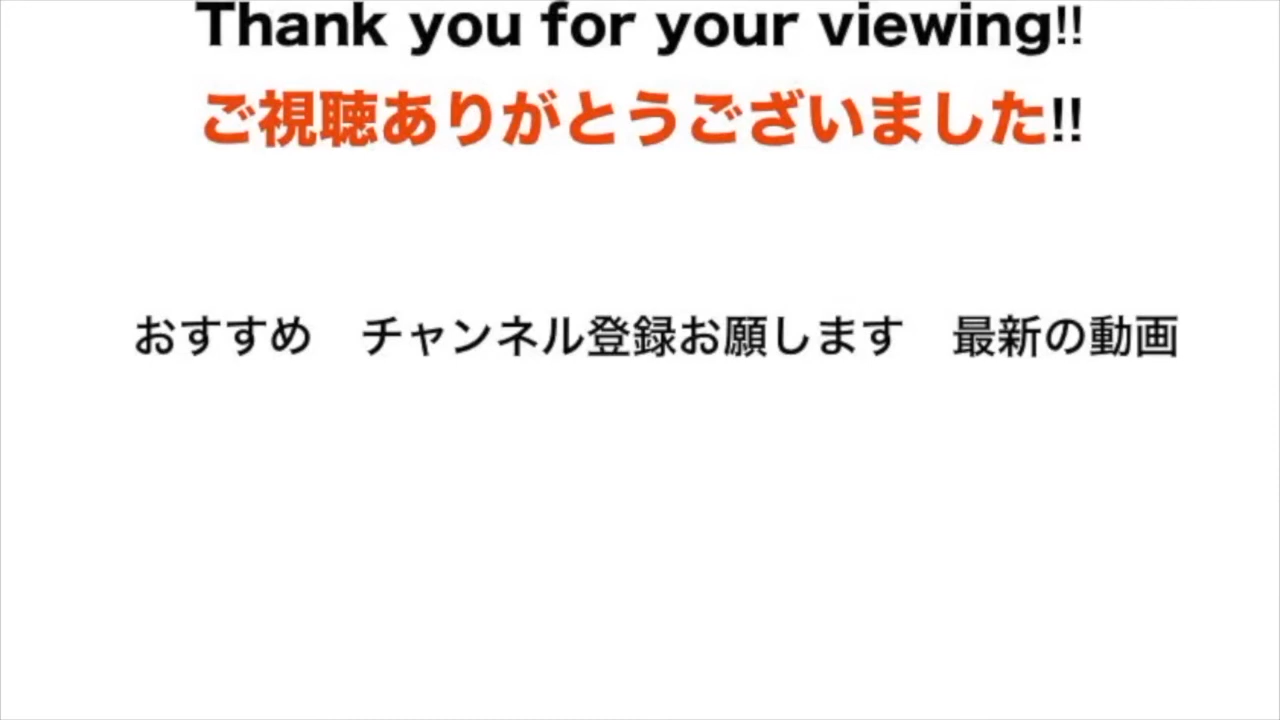 Thank you for your viewing!!
ご視聴ありがとうございました!!
おすすめ　チャンネル登録お願します　最新の動画